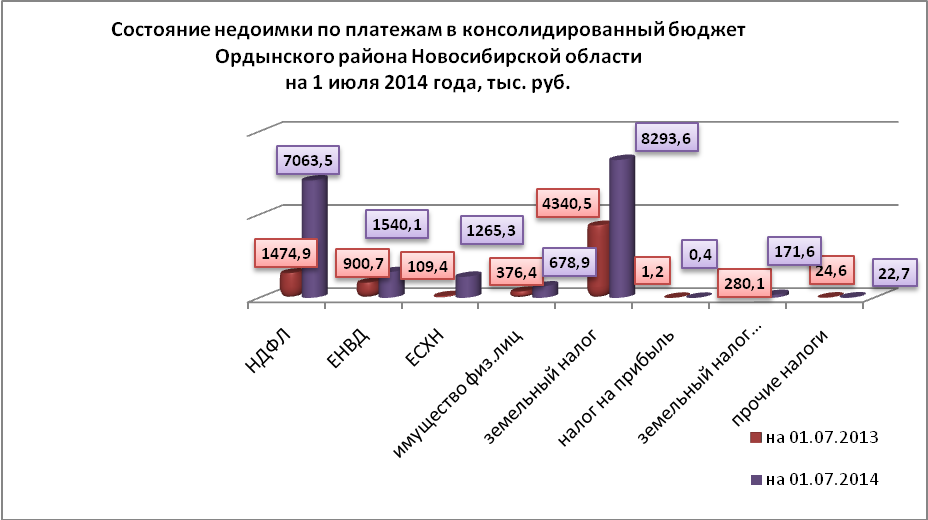 Состояние недоимки по платежам в консолидированный бюджет
Ордынского района Новосибирской области
на 1 июля 2014 года, тыс. руб.
8293,6
7063,5
4340,5
1540,1
1265,3
1474,9
900,7
109,4
376,4
678,9
1,2
0,4
280,1
171,6
24,6
22,7
НДФЛ
ЕНВД
ЕСХН
имущество физ.лиц
земельный налог
налог на прибыль
земельный налог...
прочие налоги
на 01.07.2013
на 01.07.2014